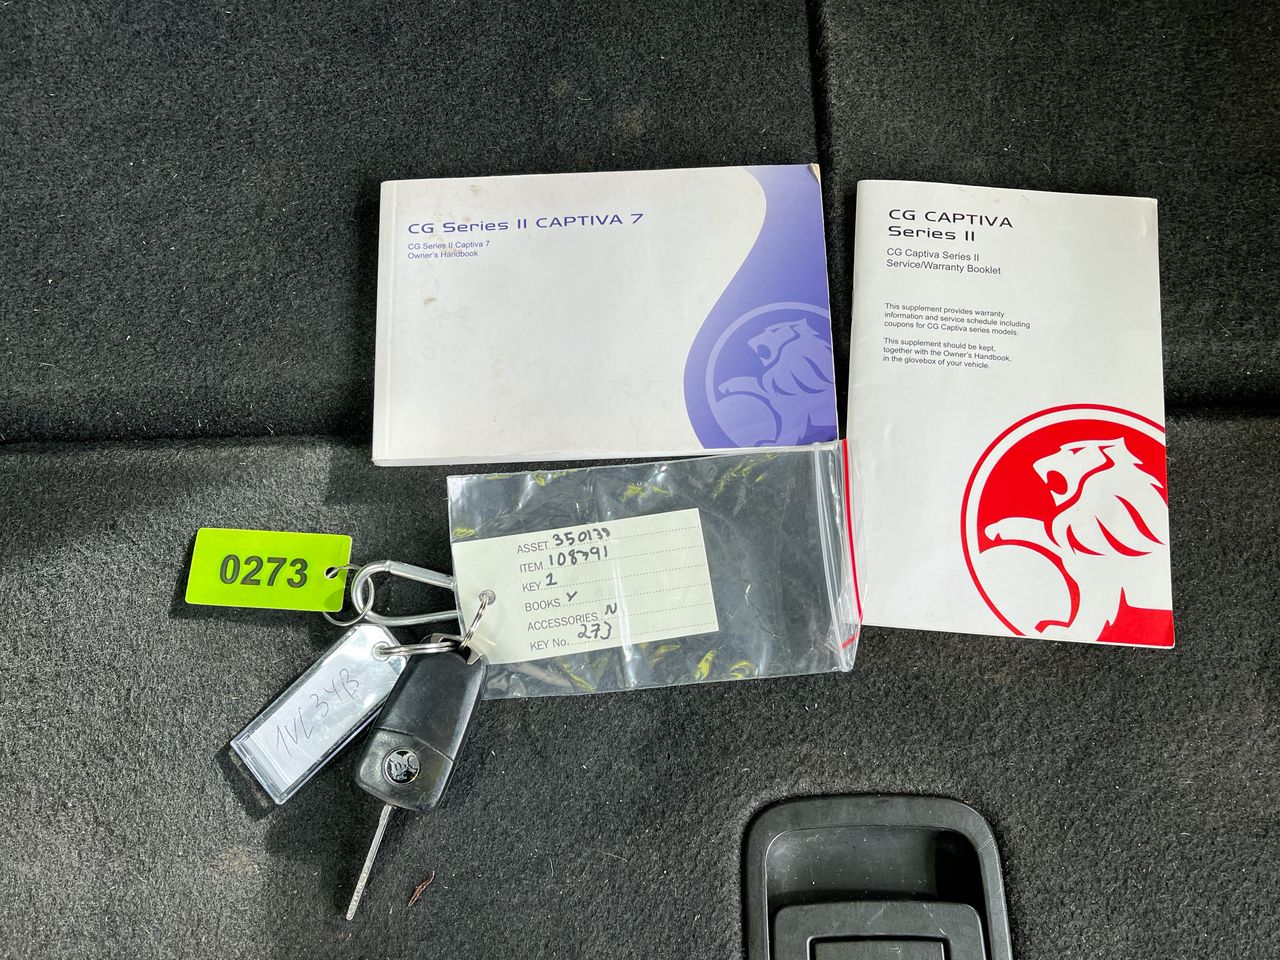 CG Series II CAPTIVA 7
CG Series II Captiva 7
Owner's Handbook
CG CAPTIVA
Series II
CG Captiva Series II
Service/Warranty Booklet
This supplement provides warranty
information and service schedule including
coupons for CG Captiva series models.
This supplement should be kept,
together with the Owner's Handbook,
in the glovebox of your vehicle.
ASSET
ITEM 108791
KEY 1
BOOKS Y
ACCESSORIES N
KEY No. 273
0273
1VL3YB